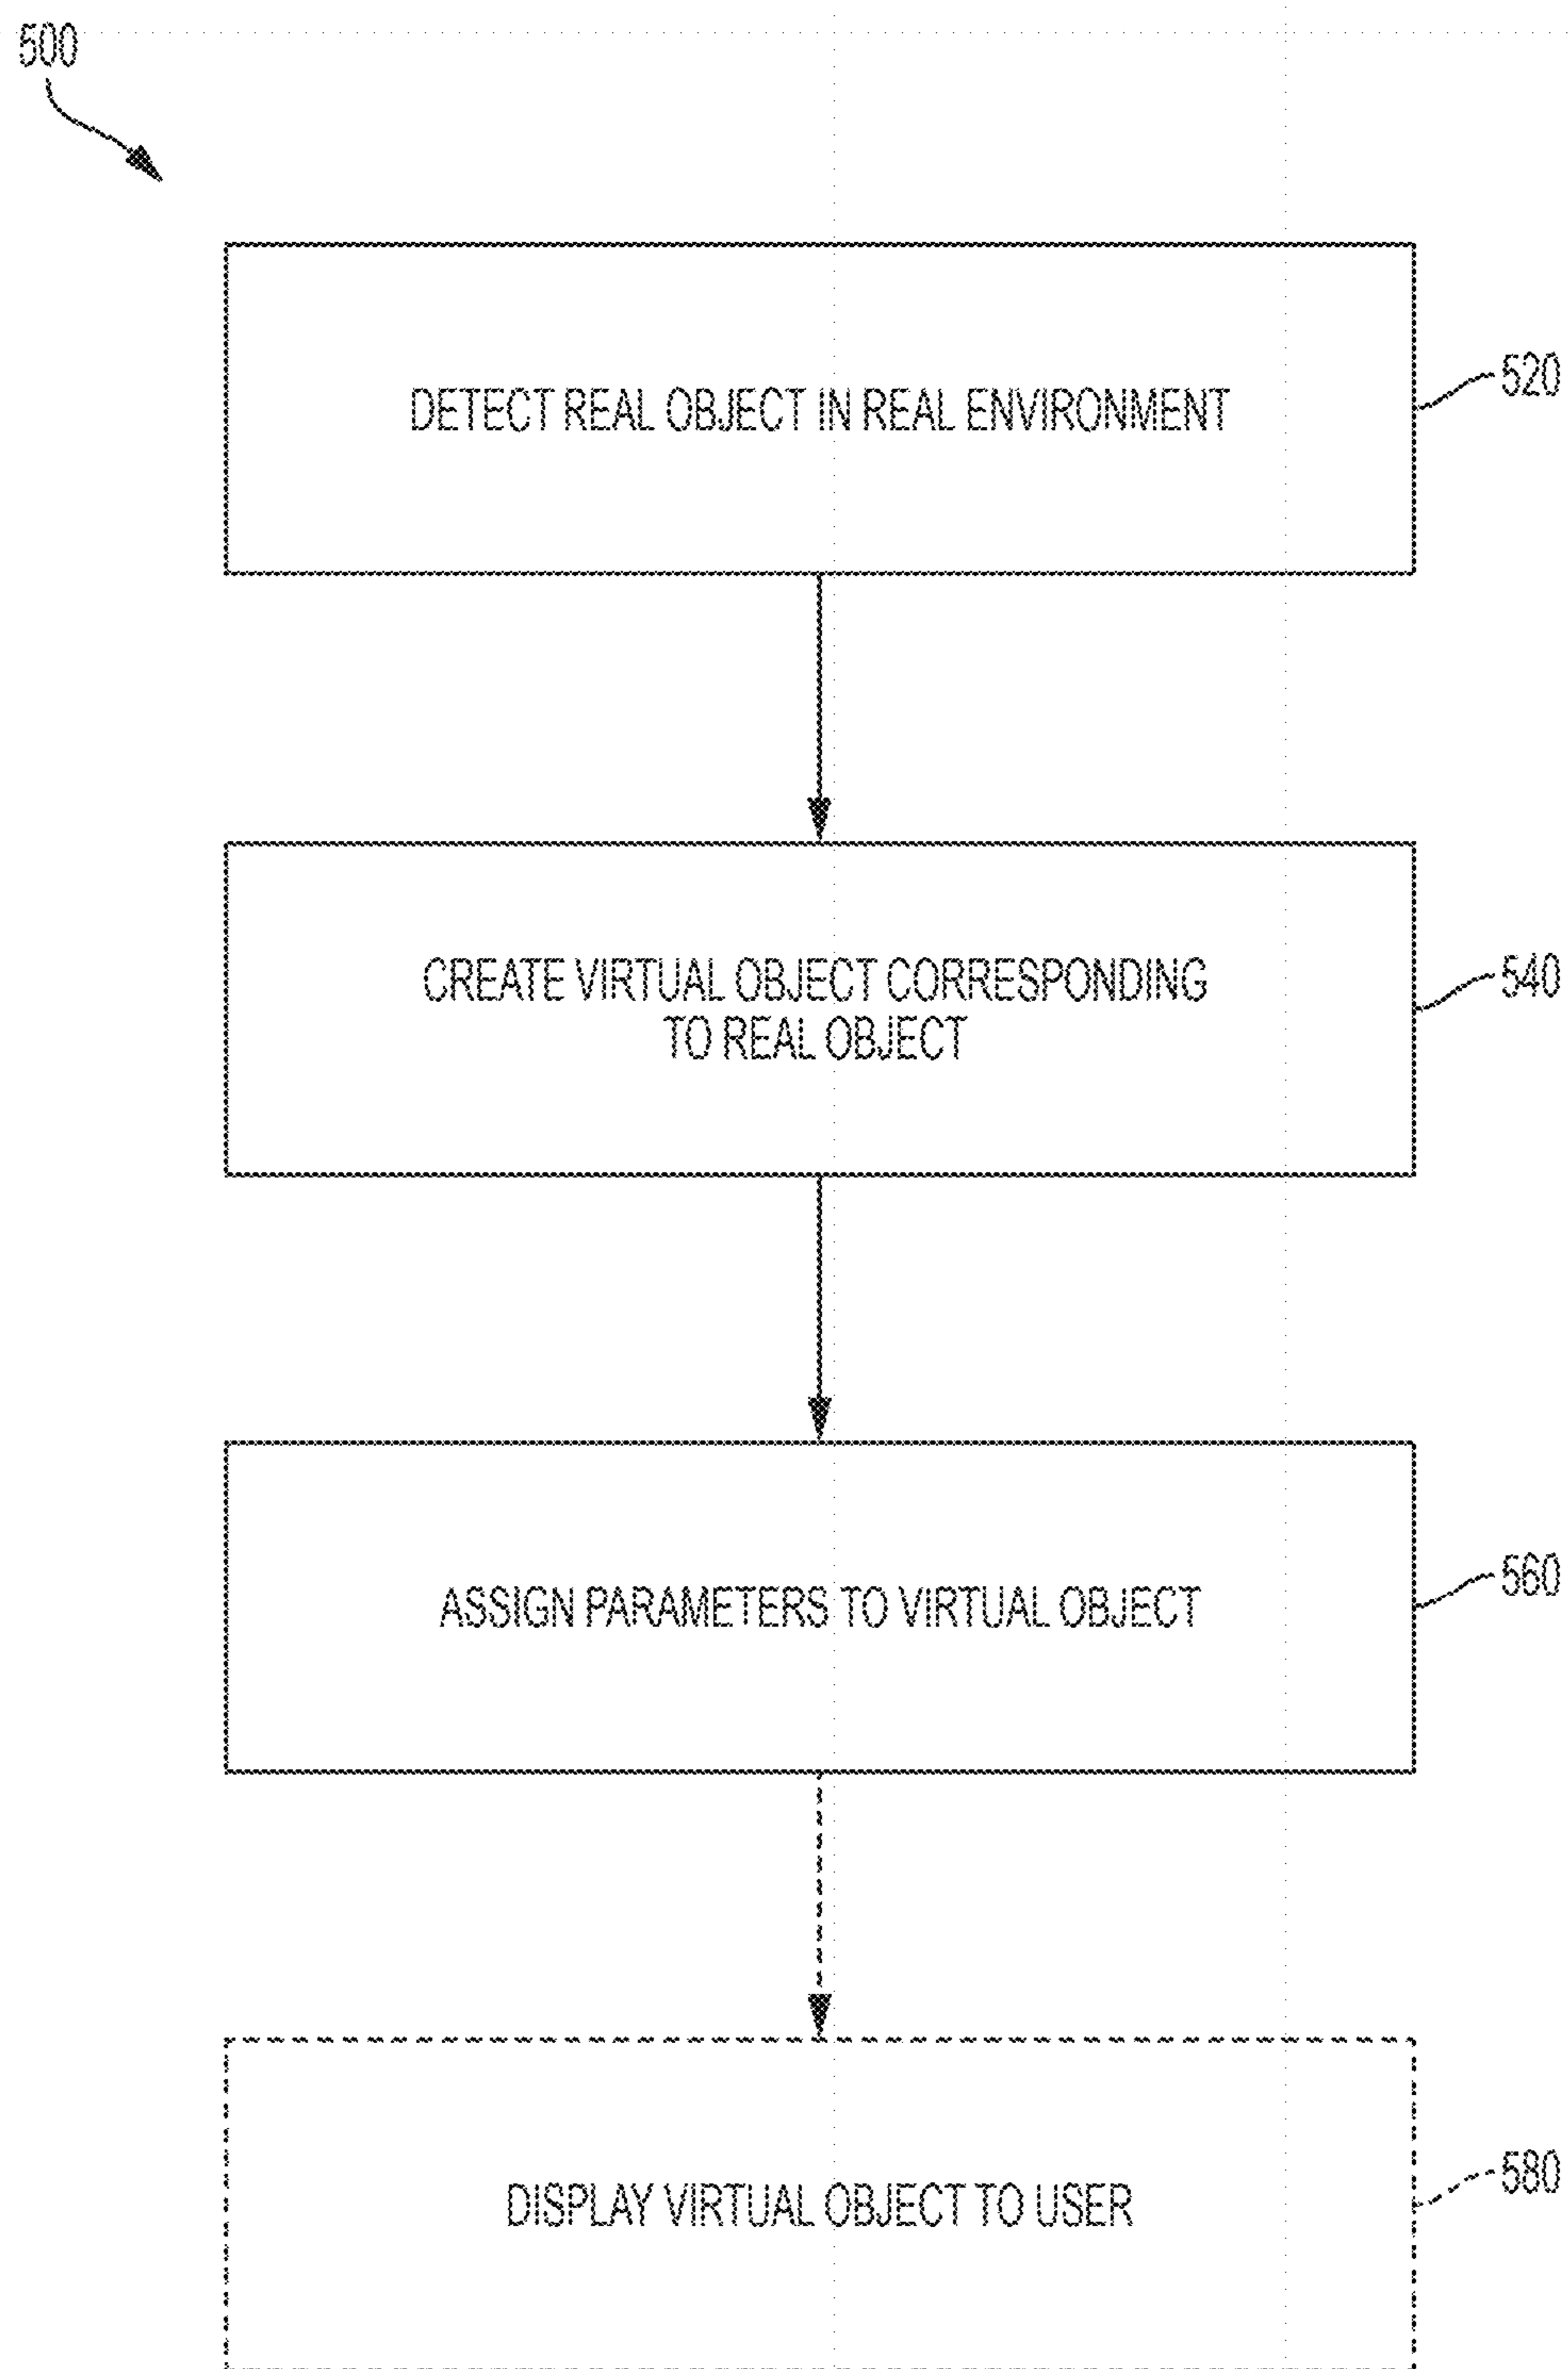 500
DETECT REAL OBJECT IN REAL ENVIRONMENT
520
CREATE VIRTUAL OBJECT CORRESPONDING
TO REAL OBJECT
540
ASSIGN PARAMETERS TO VIRTUAL OBJECT
560
DISPLAY VIRTUAL OBJECT TO USER
580